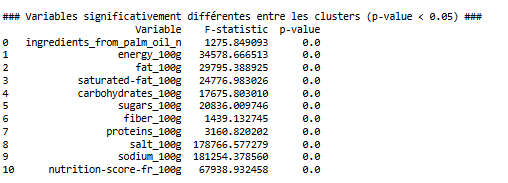 ### Variables significativement différentes entre les clusters (p-value < 0.05) ###
Variable F-statistic p-value
0 ingredients_from_palm_oil_n 1275.849093 0.0
1 energy_100g 34578.666513 0.0
2 fat_100g 29795.388925 0.0
3 saturated-fat_100g 24776.983026 0.0
4 carbohydrates_100g 17675.803010 0.0
5 sugars_100g 20836.009746 0.0
6 fiber_100g 1439.132745 0.0
7 proteins_100g 3160.820202 0.0
8 salt_100g 178766.577279 0.0
9 sodium_100g 181254.378560 0.0
10 nutrition-score-fr_100g 67938.932458 0.0